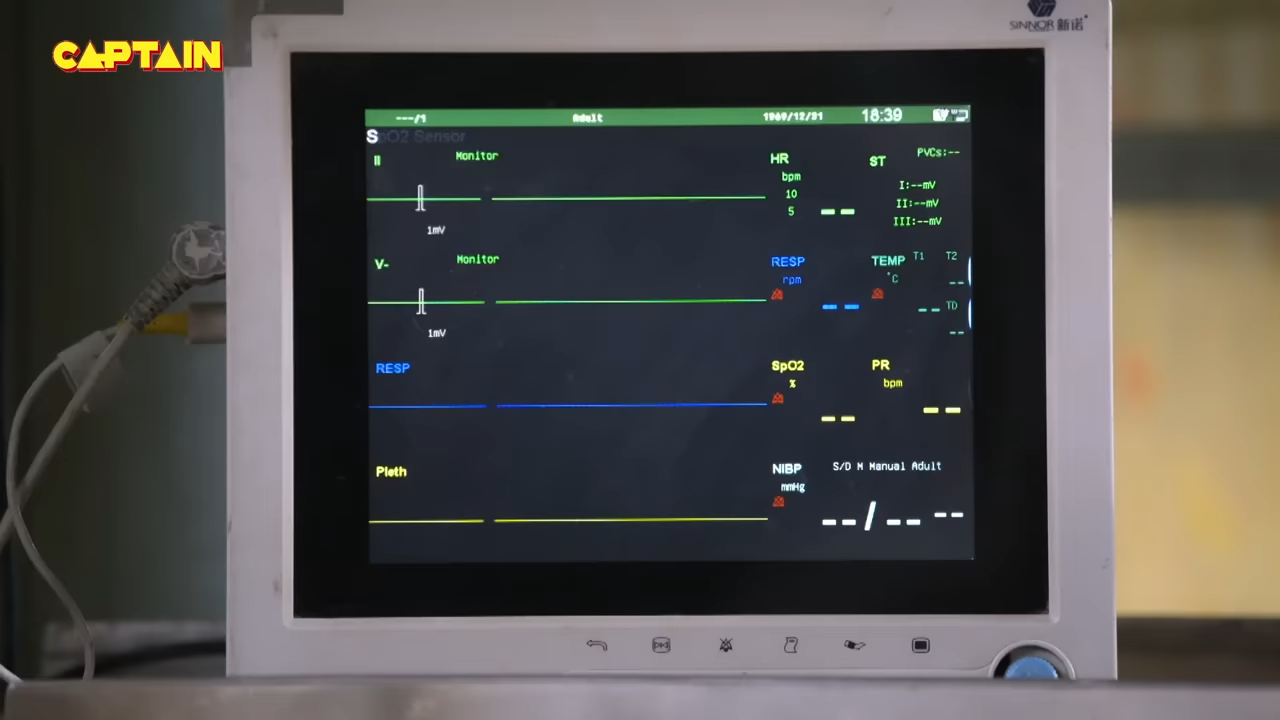 CAPTAIN
SINNOR 新诺
---/1 Adult 1969/12/31 18:39
SpO2 Sensor
II Monitor
1mV
HR
bpm
10
5
--
ST PVCs:--
I:--mV
II:--mV
III:--mV
V- Monitor
1mV
RESP
rpm
--
TEMP T1 T2
°C
--
-- TD
--
RESP
SpO2
%
--
PR
bpm
--
Pleth
NIBP S/D M Manual Adult
mmHg
--/-- --